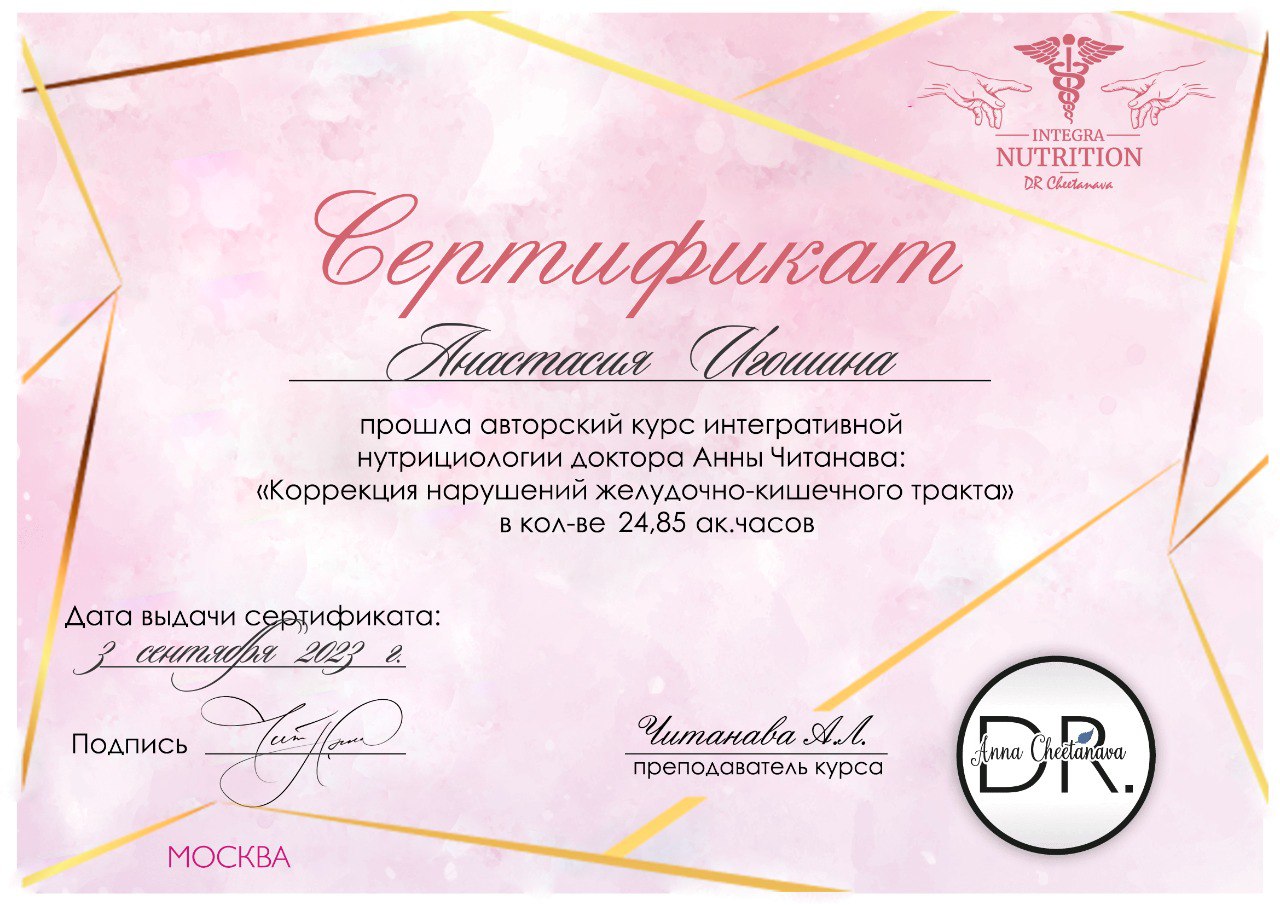 INTEGRA
NUTRITION
DR Cheetanava
Сертификат
Анастасия Игошина
прошла авторский курс интегративной
нутрициологии доктора Анны Читанава:
«Коррекция нарушений желудочно-кишечного тракта»
в кол-ве 24,85 ак.часов
Дата выдачи сертификата:
3 сентября 2023 г.
Подпись
Читанава А.Л.
преподаватель курса
DR.
Anna Cheetanava
МОСКВА